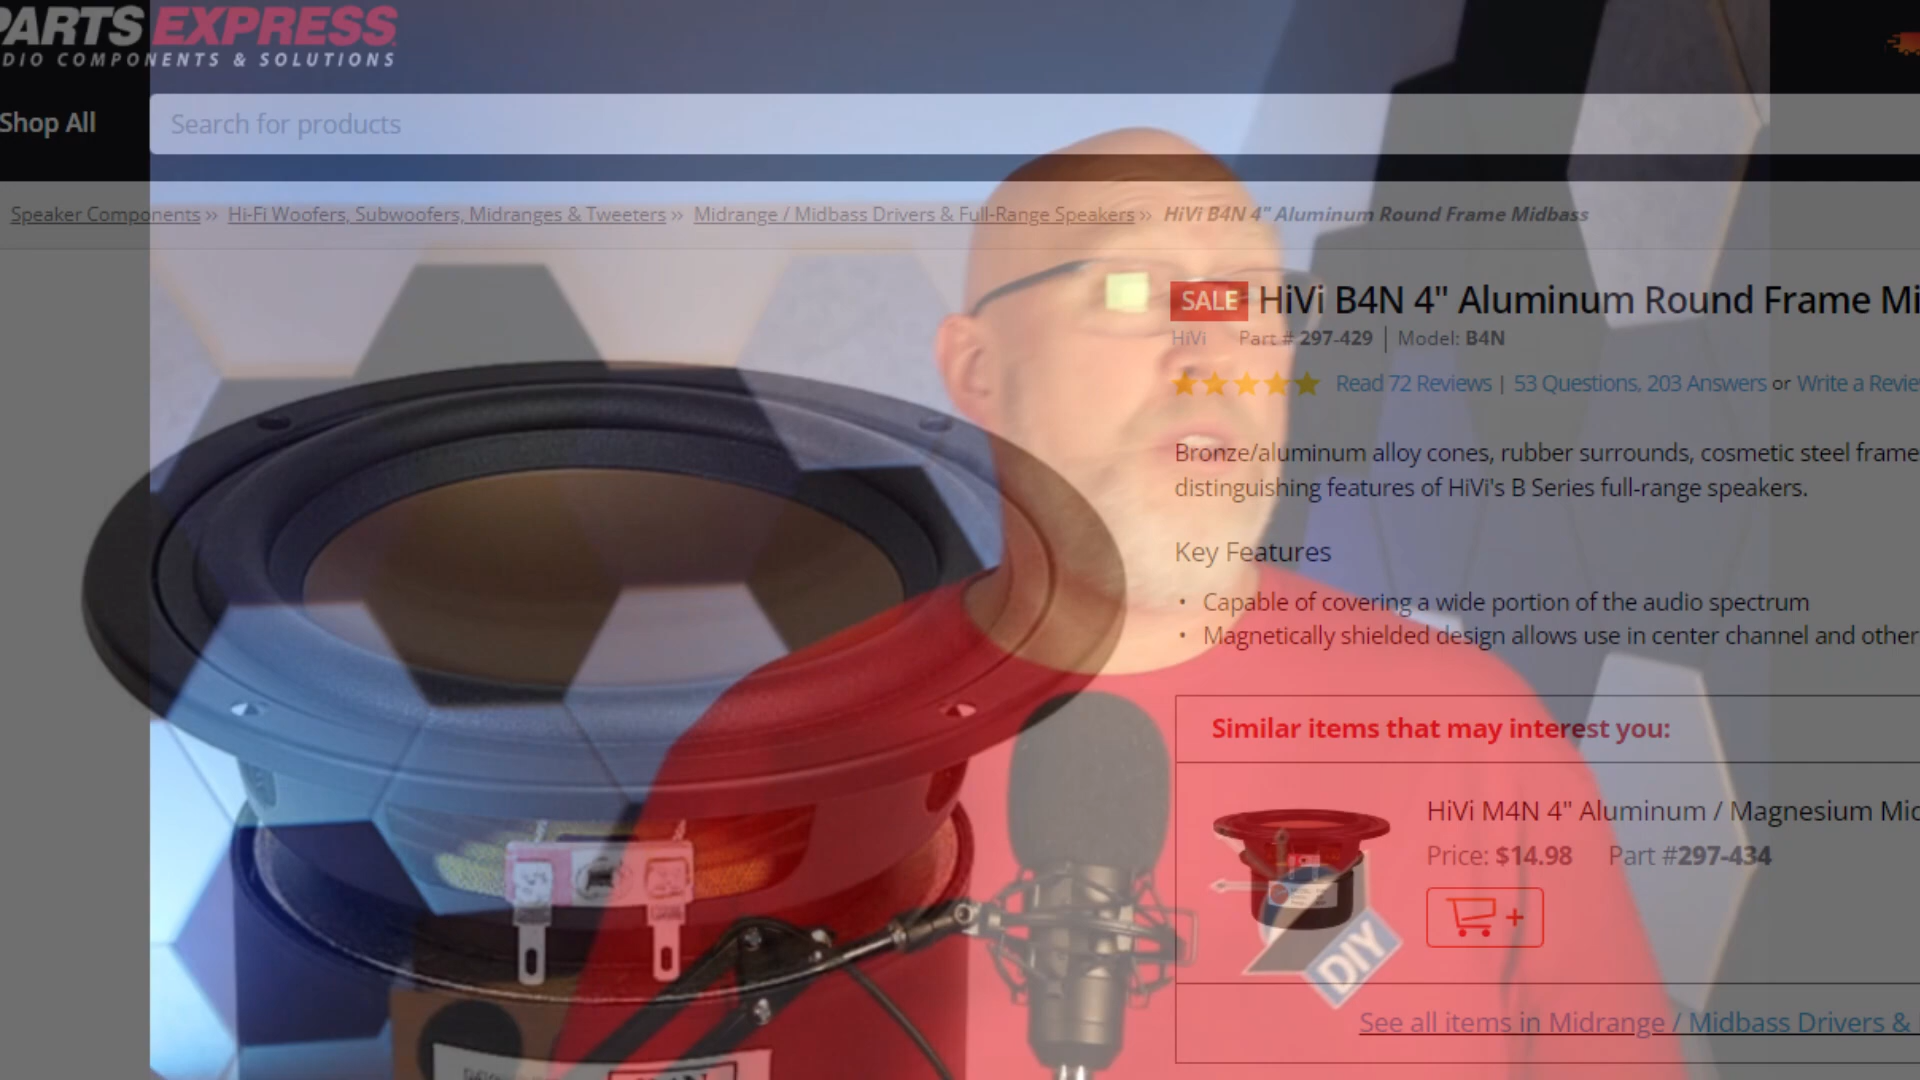 PARTS EXPRESS
DIO COMPONENTS & SOLUTIONS
Shop All
Search for products
Speaker Components » Hi-Fi Woofers, Subwoofers, Midranges & Tweeters » Midrange / Midbass Drivers & Full-Range Speakers » HiVi B4N 4" Aluminum Round Frame Midbass
SALE HiVi B4N 4" Aluminum Round Frame Mi
HiVi Part # 297-429 | Model: B4N
Read 72 Reviews | 53 Questions, 203 Answers or Write a Revie
Bronze/aluminum alloy cones, rubber surrounds, cosmetic steel frame
distinguishing features of HiVi's B Series full-range speakers.
Key Features
• Capable of covering a wide portion of the audio spectrum
• Magnetically shielded design allows use in center channel and other
Similar items that may interest you:
HiVi M4N 4" Aluminum / Magnesium Mid
Price: $14.98 Part #297-434
+
DIY
See all items in Midrange / Midbass Drivers &